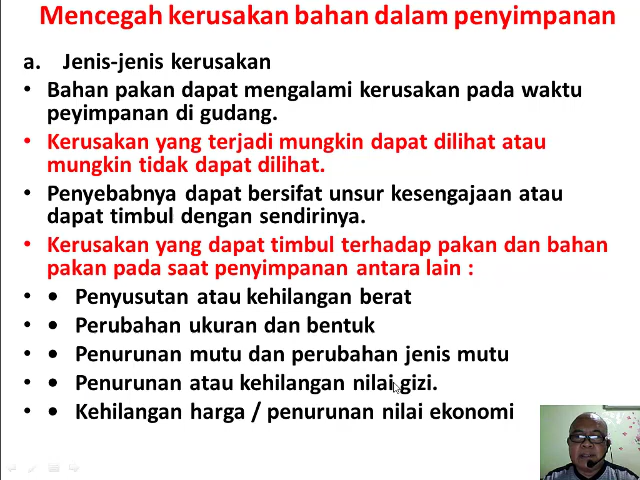 Mencegah kerusakan bahan dalam penyimpanan
a. Jenis-jenis kerusakan
• Bahan pakan dapat mengalami kerusakan pada waktu
peyimpanan di gudang.
• Kerusakan yang terjadi mungkin dapat dilihat atau
mungkin tidak dapat dilihat.
• Penyebabnya dapat bersifat unsur kesengajaan atau
dapat timbul dengan sendirinya.
• Kerusakan yang dapat timbul terhadap pakan dan bahan
pakan pada saat penyimpanan antara lain :
• • Penyusutan atau kehilangan berat
• • Perubahan ukuran dan bentuk
• • Penurunan mutu dan perubahan jenis mutu
• • Penurunan atau kehilangan nilai gizi.
• • Kehilangan harga / penurunan nilai ekonomi